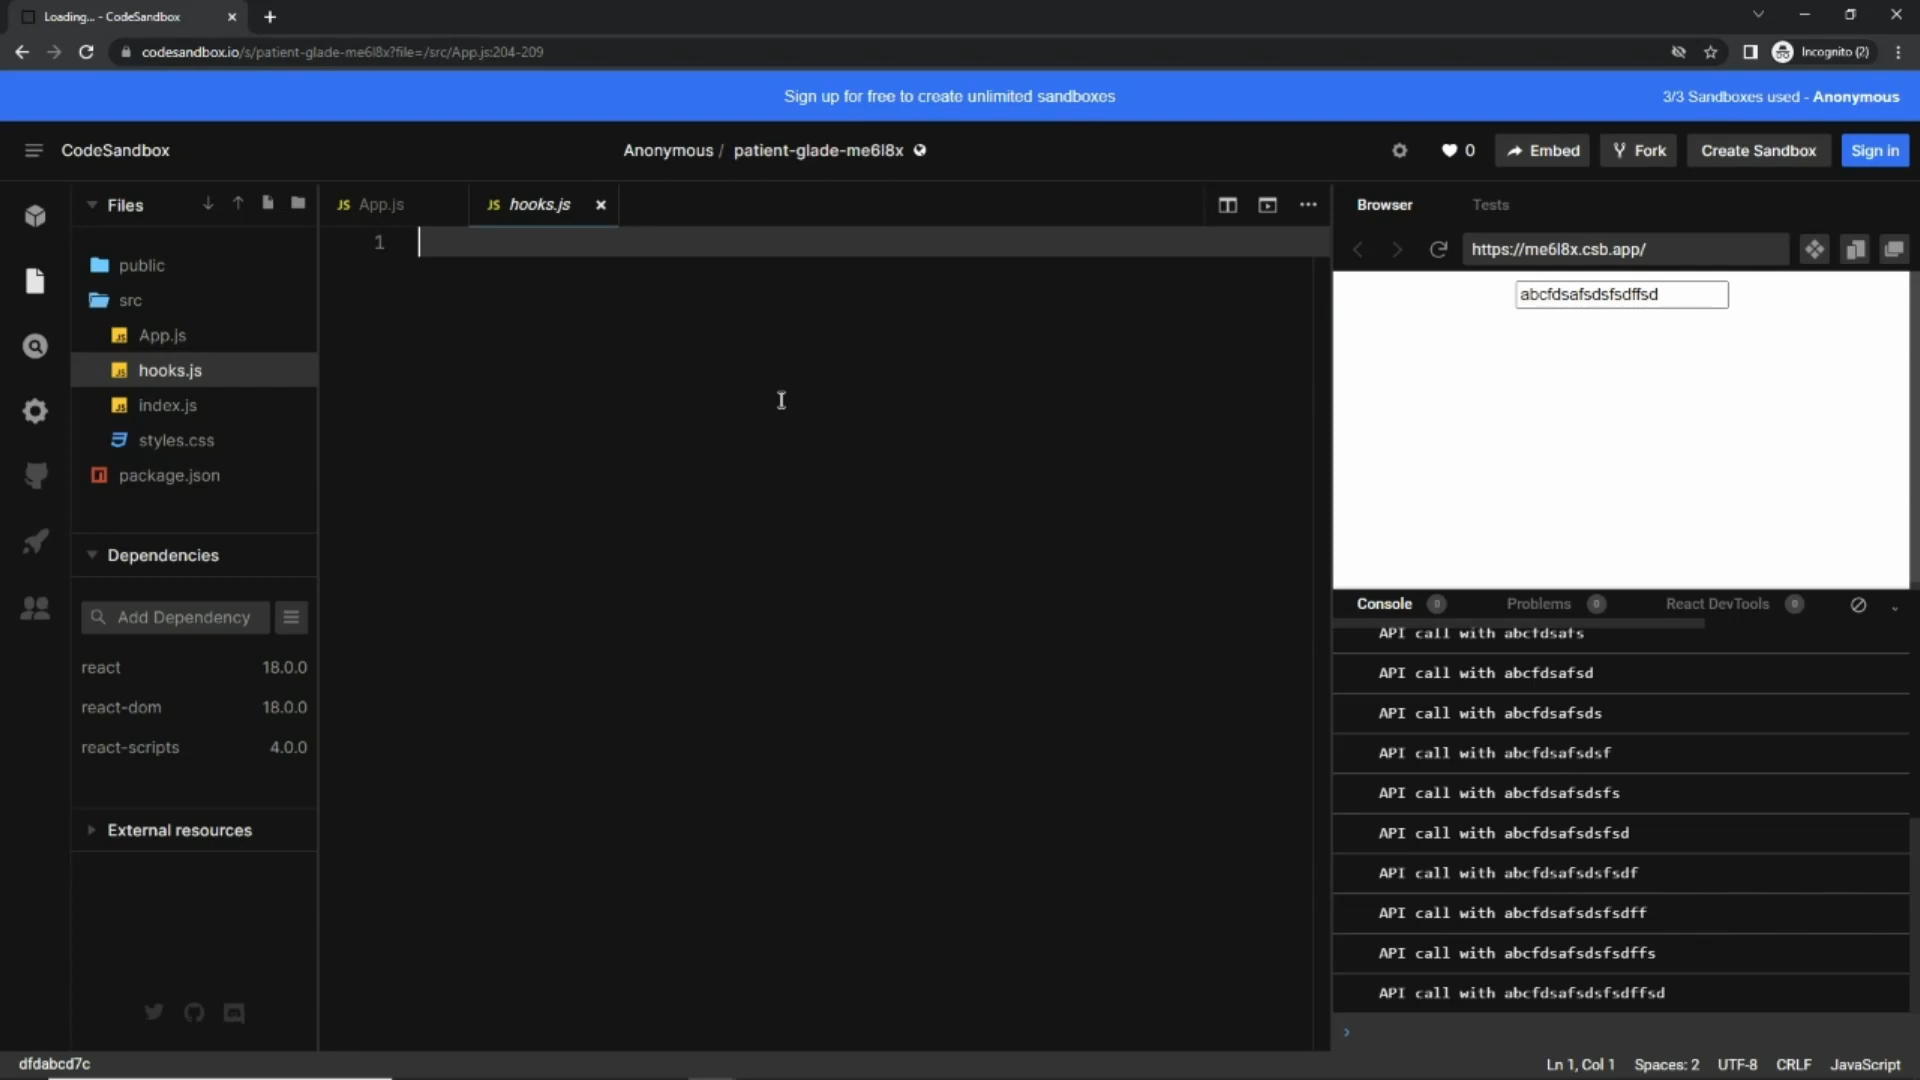 Loading... - CodeSandbox
codesandbox.io/s/patient-glade-me6l8x?file=/src/App.js:204-209
Incognito (2)
Sign up for free to create unlimited sandboxes
3/3 Sandboxes used - Anonymous
CodeSandbox
Anonymous / patient-glade-me6l8x
0
Embed
Fork
Create Sandbox
Sign in
Files
JS App.js
JS hooks.js
Browser
Tests
1
https://me6l8x.csb.app/
public
src
JS App.js
JS hooks.js
JS index.js
styles.css
package.json
abcfdsafsdsfsdffsd
Dependencies
Add Dependency
react 18.0.0
react-dom 18.0.0
react-scripts 4.0.0
External resources
Console 0
Problems 0
React DevTools 0
API call with abcfdsafs
API call with abcfdsafsd
API call with abcfdsafsds
API call with abcfdsafsdsf
API call with abcfdsafsdsfs
API call with abcfdsafsdsfsd
API call with abcfdsafsdsfsdf
API call with abcfdsafsdsfsdff
API call with abcfdsafsdsfsdffs
API call with abcfdsafsdsfsdffsd
dfdabcd7c
Ln 1, Col 1
Spaces: 2
UTF-8
CRLF
JavaScript